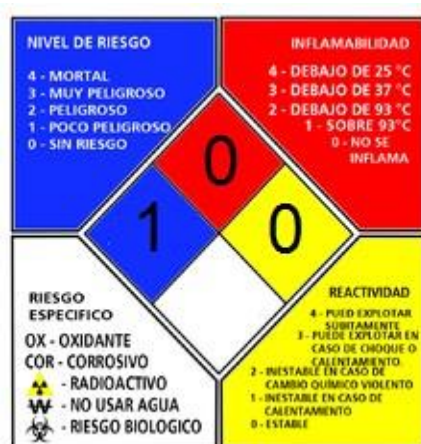 NIVEL DE RIESGO
4 - MORTAL
3 - MUY PELIGROSO
2 - PELIGROSO
1 - POCO PELIGROSO
0 - SIN RIESGO
INFLAMABILIDAD
4 - DEBAJO DE 25 °C
3 - DEBAJO DE 37 °C
2 - DEBAJO DE 93 °C
1 - SOBRE 93°C
0 - NO SE
INFLAMA
0
1
0
RIESGO
ESPECIFICO
OX - OXIDANTE
COR - CORROSIVO
- RADIOACTIVO
W - NO USAR AGUA
- RIESGO BIOLOGICO
REACTIVIDAD
4 - PUED EXPLOTAR
SÚBITAMENTE
3 - PUEDE EXPLOTAR EN
CASO DE CHOQUE O
CALENTAMIENTO
2 - INESTABLE EN CASO DE
CAMBIO QUÍMICO VIOLENTO
1 - INESTABLE EN CASO DE
CALENTAMIENTO
0 - ESTABLE